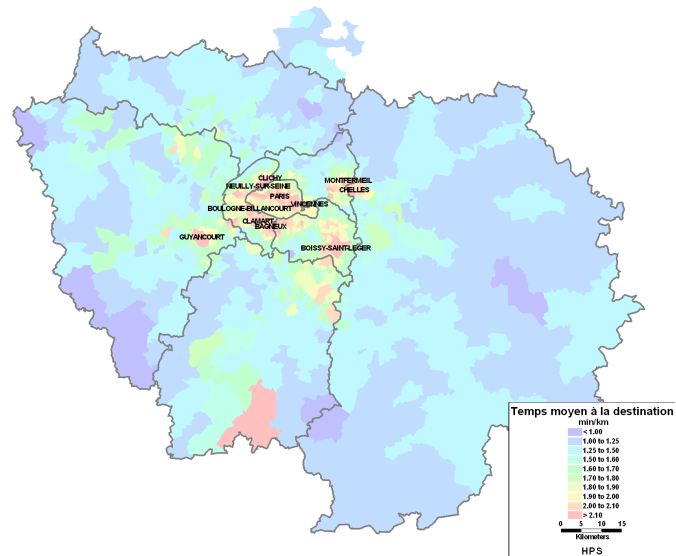 MONTFERMEIL
CLICHY
NEUILLY-SUR-SEINE
CHELLES
PARIS
VINCENNES
BOULOGNE-BILLANCOURT
CLAMART
BAGNEUX
GUYANCOURT
BOISSY-SAINT-LEGER
Temps moyen à la destination
min/km
< 1.00
1.00 to 1.25
1.25 to 1.50
1.50 to 1.60
1.60 to 1.70
1.70 to 1.80
1.80 to 1.90
1.90 to 2.00
2.00 to 2.10
> 2.10
0 5 10 15
Kilometers
HPS